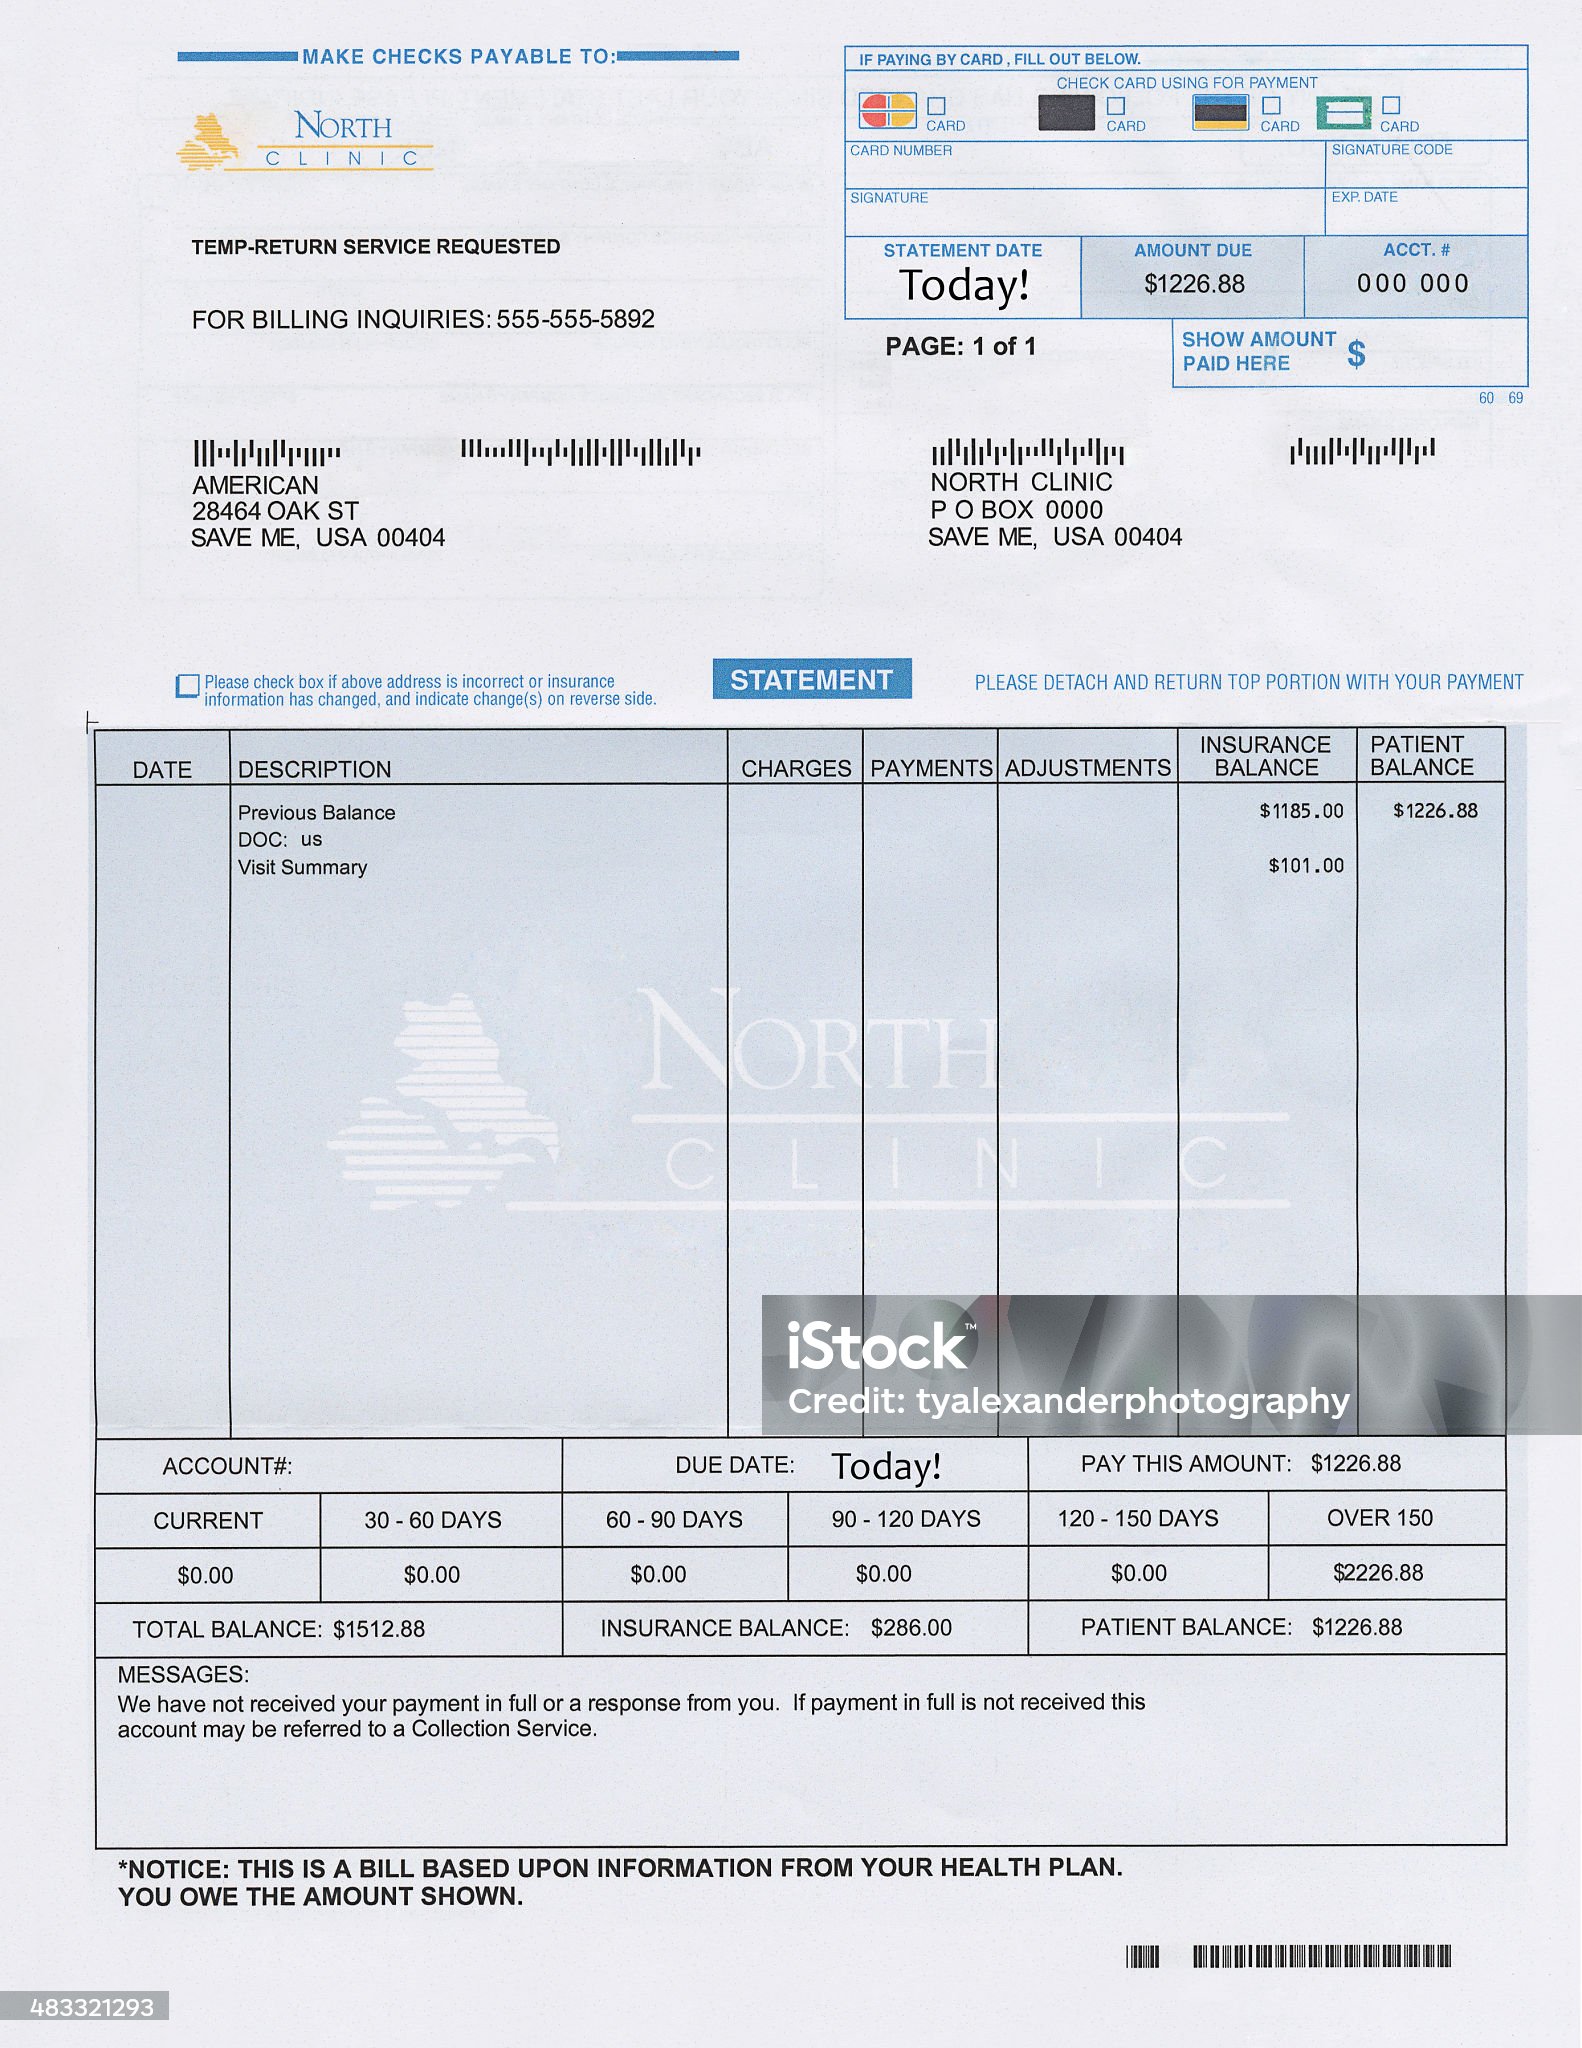 MAKE CHECKS PAYABLE TO:
NORTH
CLINIC
TEMP-RETURN SERVICE REQUESTED
FOR BILLING INQUIRIES: 555-555-5892
IF PAYING BY CARD, FILL OUT BELOW.
CHECK CARD USING FOR PAYMENT
CARD CARD CARD CARD
CARD NUMBER SIGNATURE CODE
SIGNATURE EXP. DATE
STATEMENT DATE AMOUNT DUE ACCT. #
Today! $1226.88 000 000
PAGE: 1 of 1
SHOW AMOUNT
PAID HERE $
60 69
AMERICAN
28464 OAK ST
SAVE ME, USA 00404
NORTH CLINIC
P O BOX 0000
SAVE ME, USA 00404
Please check box if above address is incorrect or insurance
information has changed, and indicate change(s) on reverse side.
STATEMENT
PLEASE DETACH AND RETURN TOP PORTION WITH YOUR PAYMENT
DATE DESCRIPTION CHARGES PAYMENTS ADJUSTMENTS INSURANCE BALANCE PATIENT BALANCE
Previous Balance $1185.00 $1226.88
DOC: us
Visit Summary $101.00
NORTH
CLINIC
iStock™
Credit: tyalexanderphotography
ACCOUNT#: DUE DATE: Today! PAY THIS AMOUNT: $1226.88
CURRENT 30 - 60 DAYS 60 - 90 DAYS 90 - 120 DAYS 120 - 150 DAYS OVER 150
$0.00 $0.00 $0.00 $0.00 $0.00 $2226.88
TOTAL BALANCE: $1512.88 INSURANCE BALANCE: $286.00 PATIENT BALANCE: $1226.88
MESSAGES:
We have not received your payment in full or a response from you. If payment in full is not received this
account may be referred to a Collection Service.
*NOTICE: THIS IS A BILL BASED UPON INFORMATION FROM YOUR HEALTH PLAN.
YOU OWE THE AMOUNT SHOWN.
483321293